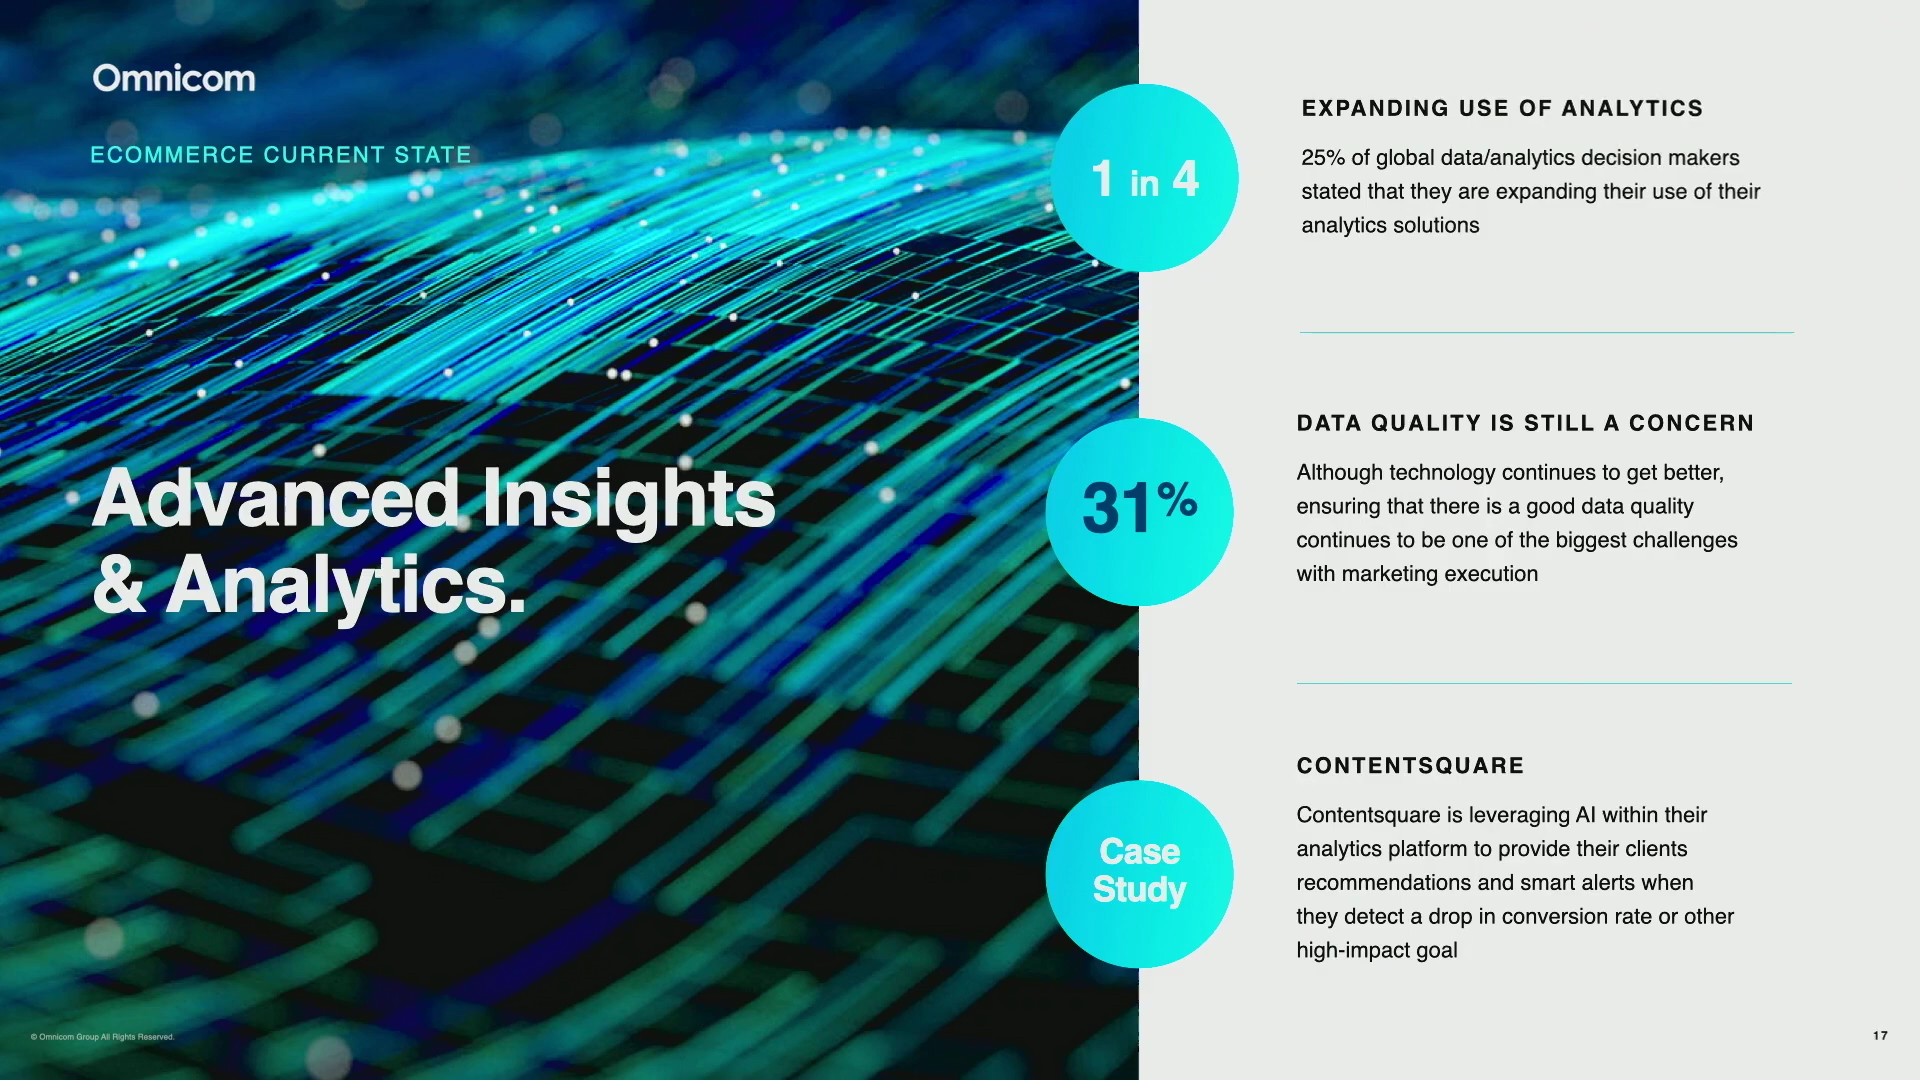 Omnicom
ECOMMERCE CURRENT STATE
Advanced Insights
& Analytics.
© Omnicom Group All Rights Reserved.
1 in 4
EXPANDING USE OF ANALYTICS
25% of global data/analytics decision makers
stated that they are expanding their use of their
analytics solutions
31%
DATA QUALITY IS STILL A CONCERN
Although technology continues to get better,
ensuring that there is a good data quality
continues to be one of the biggest challenges
with marketing execution
Case
Study
CONTENTSQUARE
Contentsquare is leveraging AI within their
analytics platform to provide their clients
recommendations and smart alerts when
they detect a drop in conversion rate or other
high-impact goal
17